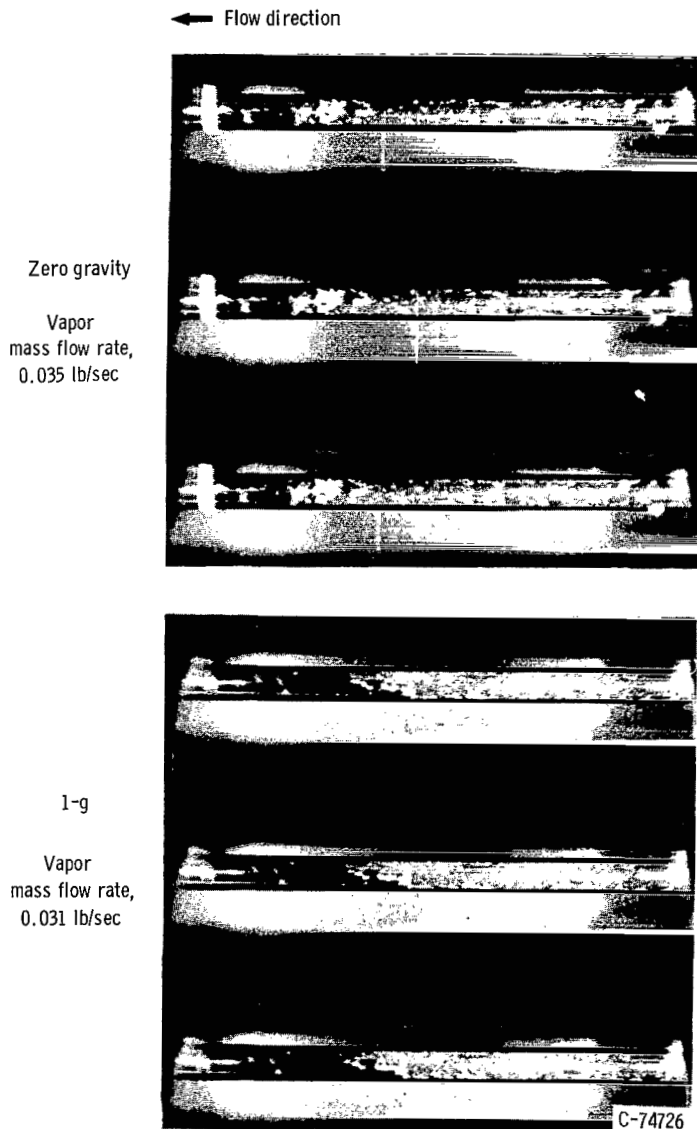 Flow direction
Zero gravity
Vapor
mass flow rate,
0.035 lb/sec
1-g
Vapor
mass flow rate,
0.031 lb/sec
C-74726